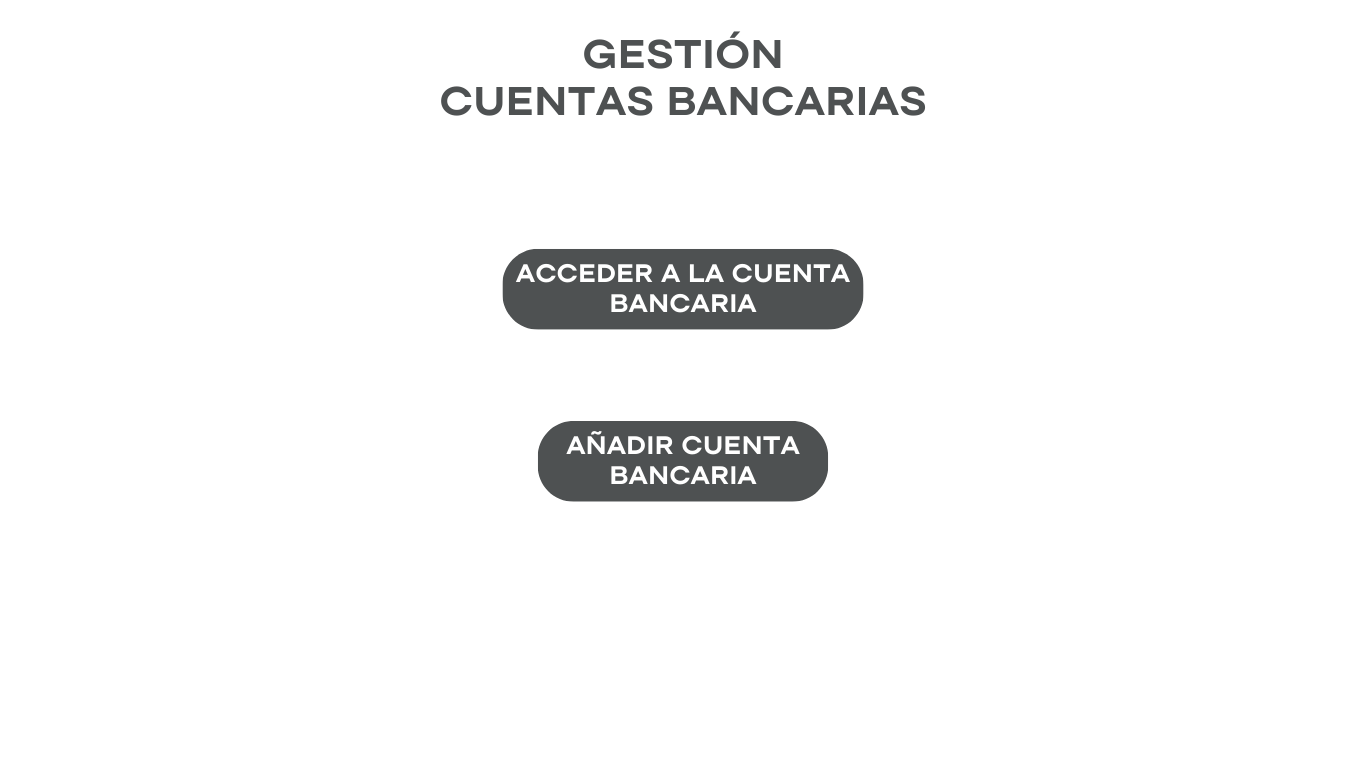 GESTIÓN
CUENTAS BANCARIAS
ACCEDER A LA CUENTA
BANCARIA
AÑADIR CUENTA
BANCARIA